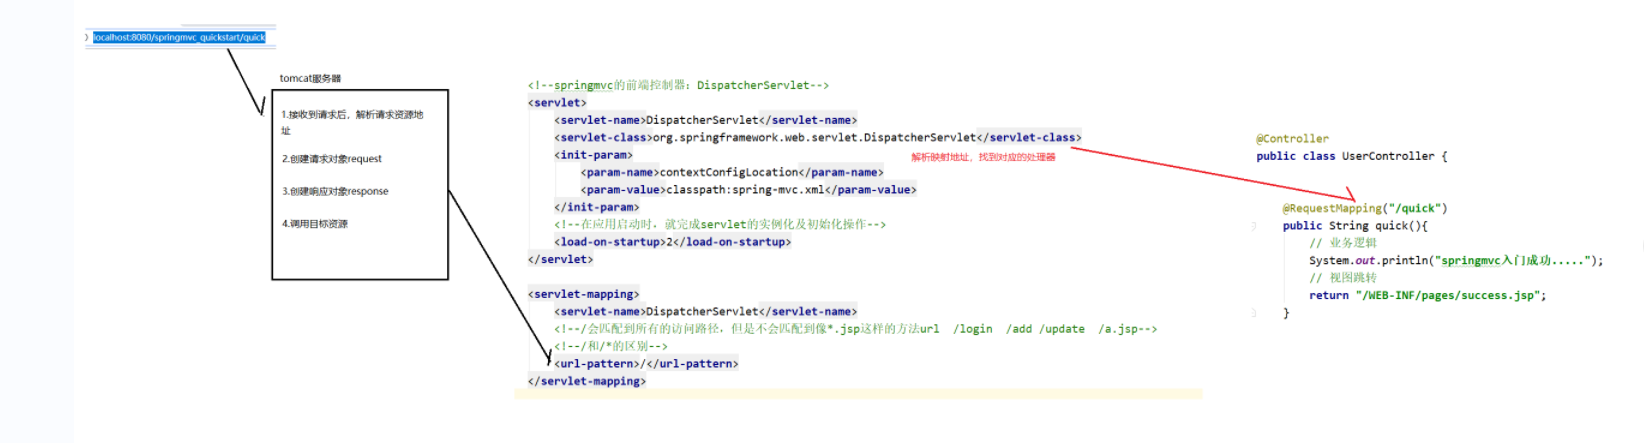 localhost:8080/springmvc_quickstart/quick
tomcat服务器
1.接收到请求后，解析请求资源地
址
2.创建请求对象request
3.创建响应对象response
4.调用目标资源
<!--springmvc的前端控制器：DispatcherServlet-->
<servlet>
<servlet-name>DispatcherServlet</servlet-name>
<servlet-class>org.springframework.web.servlet.DispatcherServlet</servlet-class>
<init-param>
<param-name>contextConfigLocation</param-name>
<param-value>classpath:spring-mvc.xml</param-value>
</init-param>
<!--在应用启动时，就完成servlet的实例化及初始化操作-->
<load-on-startup>2</load-on-startup>
</servlet>
<servlet-mapping>
<servlet-name>DispatcherServlet</servlet-name>
<!--/会匹配到所有的访问路径，但是不会匹配到像*.jsp这样的方法url  /login  /add /update  /a.jsp-->
<!--/和/*的区别-->
<url-pattern>/</url-pattern>
</servlet-mapping>
解析映射地址，找到对应的处理器
@Controller
public class UserController {
@RequestMapping("/quick")
public String quick(){
// 业务逻辑
System.out.println("springmvc入门成功.....");
// 视图跳转
return "/WEB-INF/pages/success.jsp";
}